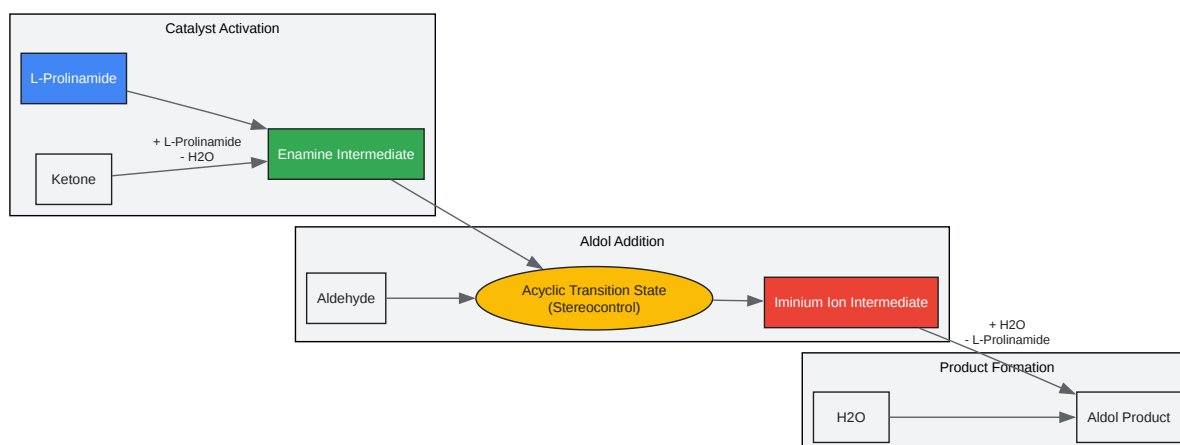 Catalyst Activation
L-Prolinamide
+ L-Prolinamide
- H2O
Enamine Intermediate
Ketone
Aldol Addition
Aldehyde
Acyclic Transition State
(Stereocontrol)
Iminium Ion Intermediate
+ H2O
- L-Prolinamide
Product Formation
H2O
Aldol Product